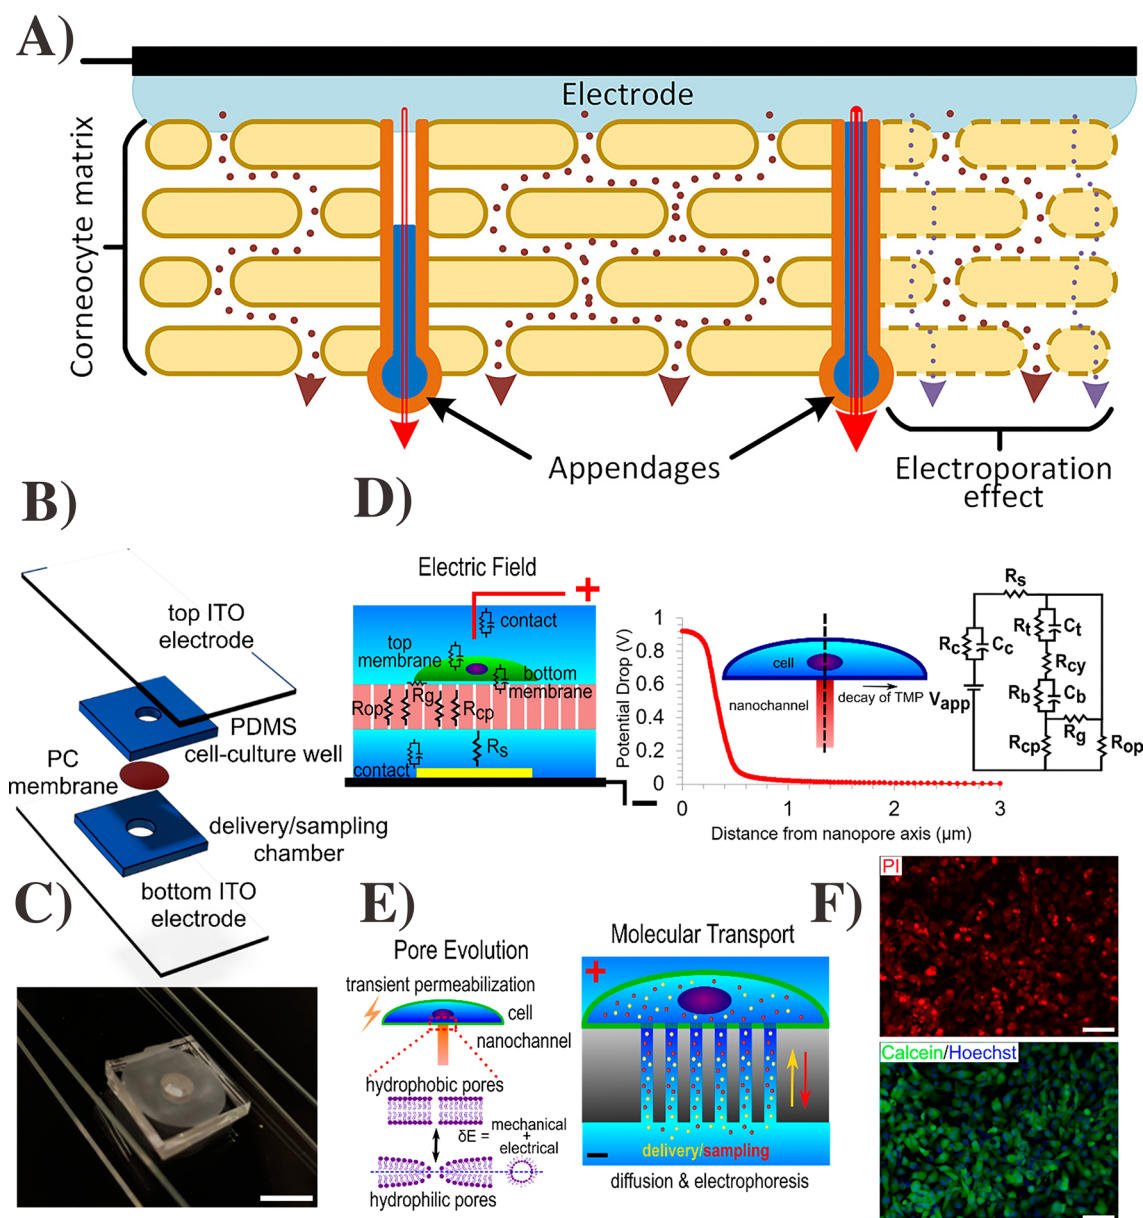 A)
Electrode
Corneocyte matrix
Appendages
Electroporation
effect
B)
top ITO
electrode
PDMS
cell-culture well
PC
membrane
delivery/sampling
chamber
bottom ITO
electrode
C)
D)
Electric Field
+
contact
top
membrane
bottom
membrane
Rop
Rg
Rcp
Rs
contact
−
Potential Drop (V)
1
0.8
0.6
0.4
0.2
0
0
1
2
3
Distance from nanopore axis (µm)
cell
nanochannel
decay of TMP
Rs
Rt
Ct
Rc
Cc
Rcy
Vapp
Rb
Cb
Rg
Rcp
Rop
E)
Pore Evolution
transient permeabilization
cell
nanochannel
hydrophobic pores
δE =
mechanical
+
electrical
hydrophilic pores
Molecular Transport
+
−
delivery/sampling
diffusion & electrophoresis
F)
PI
Calcein/Hoechst